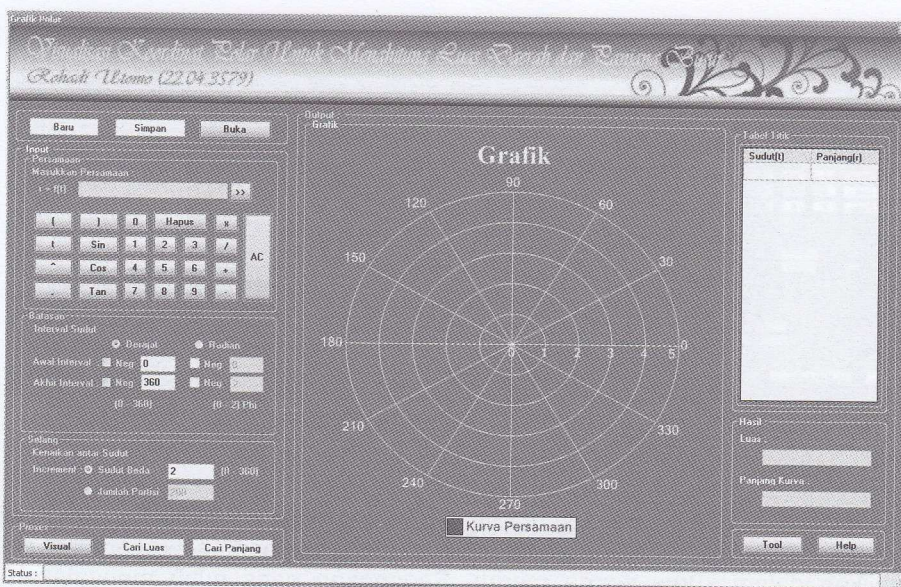 Grafik Polar
Visualisasi Koordinat Polar Untuk Menghitung Luas Daerah dan Panjang
Rohadi Utomo (22.04.3579)
Baru Simpan Buka
Input
Persamaan
Masukkan Persamaan
r = f(t) >>
( ) 0 Hapus x
t Sin 1 2 3 / AC
^ Cos 4 5 6 +
. Tan 7 8 9 -
Batasan
Interval Sudut
Derajat Radian
Awal Interval : Neg 0 Neg 0
Akhir Interval : Neg 360 Neg
(0 - 360) (0 - 2) Phi
Selang
Kenaikan antar Sudut
Increment : Sudut Beda 2 (0 - 360)
Jumlah Partisi 200
Proses
Visual Cari Luas Cari Panjang
Status :
Output
Grafik
Grafik
90
120 60
150 30
180 0 1 2 3 4 5 0
210 330
240 300
270
Kurva Persamaan
Tabel Titik
Sudut(t) Panjang(r)
Hasil
Luas :
Panjang Kurva :
Tool Help